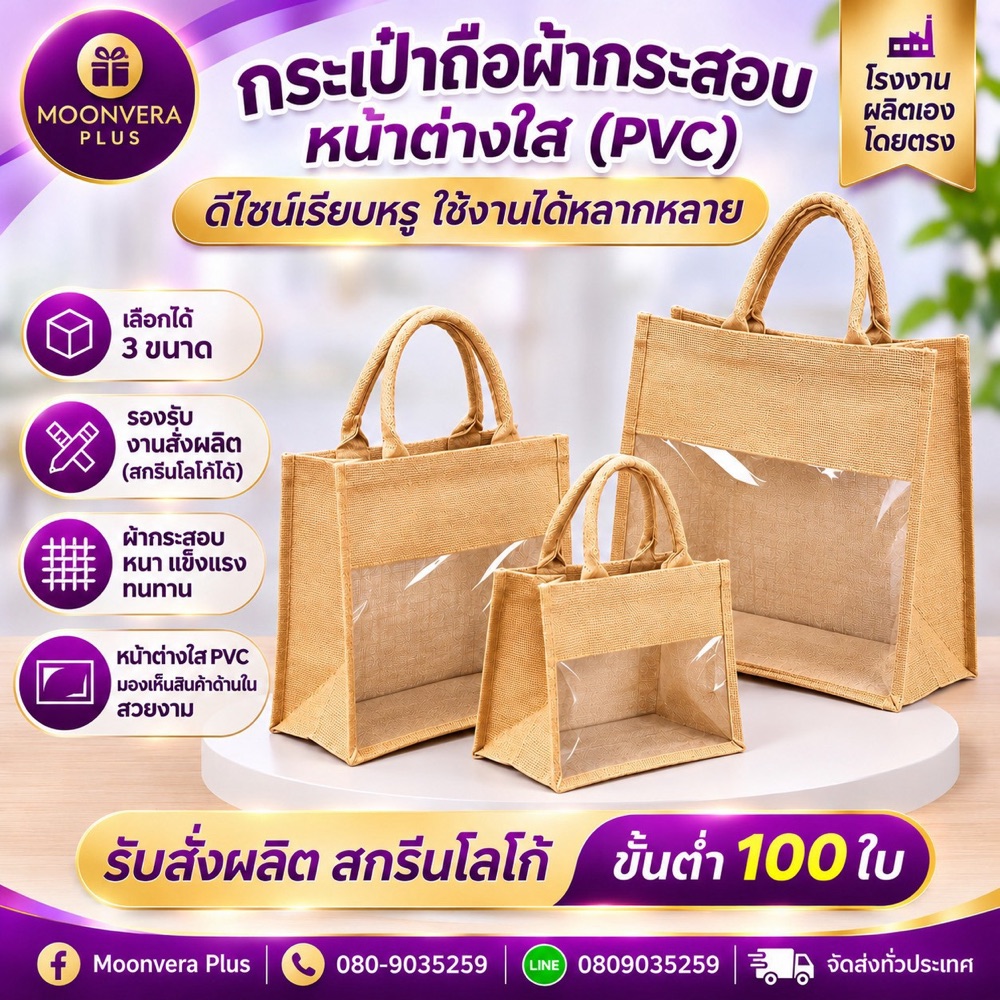 MOONVERA
PLUS
กระเป๋าถือผ้ากระสอบ
หน้าต่างใส (PVC)
ดีไซน์เรียบหรู ใช้งานได้หลากหลาย
โรงงาน
ผลิตเอง
โดยตรง
เลือกได้
3 ขนาด
รองรับ
งานสั่งผลิต
(สกรีนโลโก้ได้)
ผ้ากระสอบ
หนา แข็งแรง
ทนทาน
หน้าต่างใส PVC
มองเห็นสินค้าด้านใน
สวยงาม
รับสั่งผลิต สกรีนโลโก้
ขั้นต่ำ 100 ใบ
f Moonvera Plus
080-9035259
LINE 0809035259
จัดส่งทั่วประเทศ